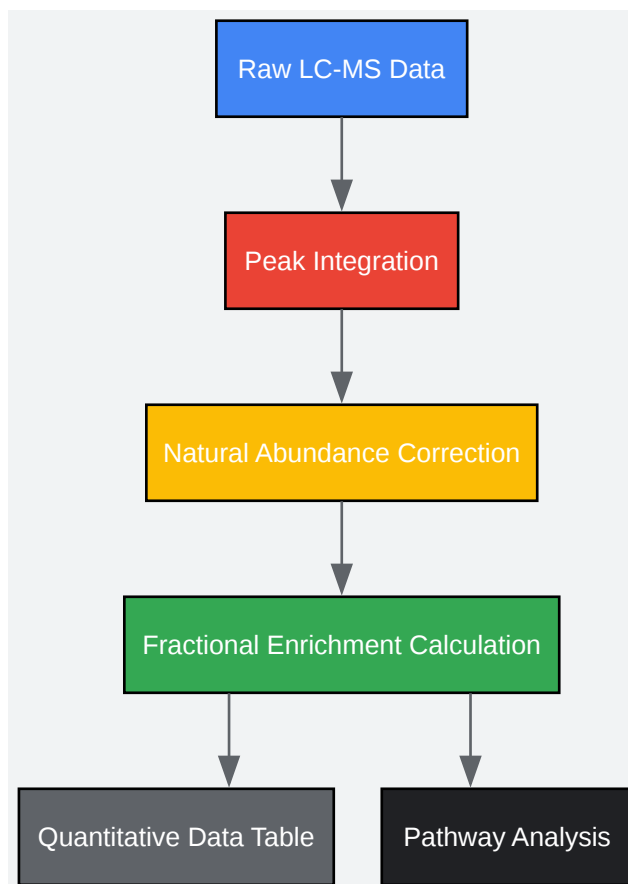 Raw LC-MS Data
Peak Integration
Natural Abundance Correction
Fractional Enrichment Calculation
Quantitative Data Table
Pathway Analysis